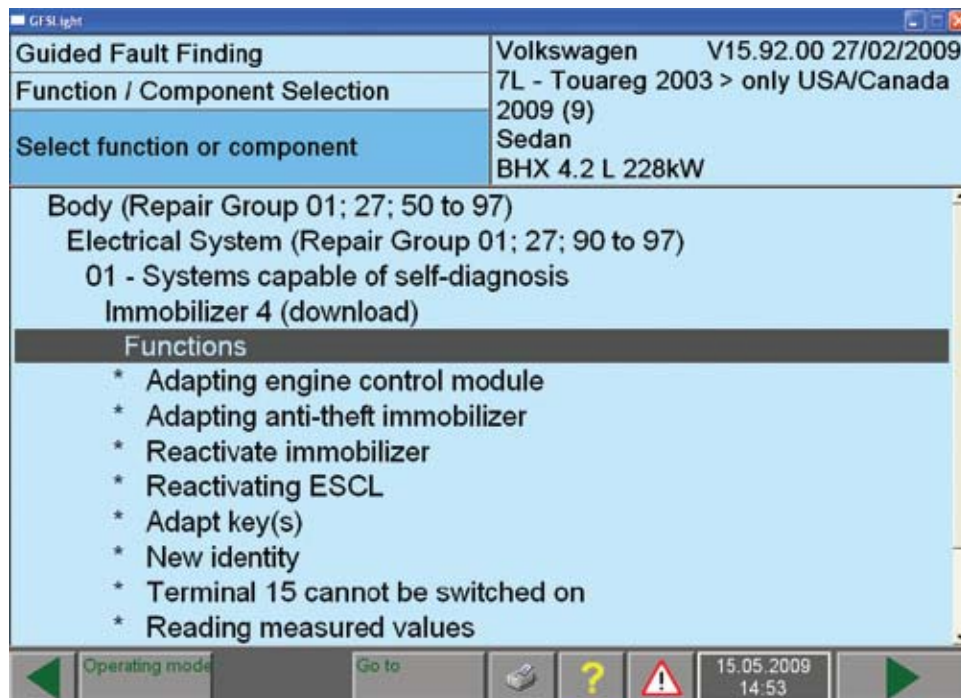 GFSLight
Guided Fault Finding
Function / Component Selection
Select function or component
Volkswagen V15.92.00 27/02/2009
7L - Touareg 2003 > only USA/Canada
2009 (9)
Sedan
BHX 4.2 L 228kW
Body (Repair Group 01; 27; 50 to 97)
Electrical System (Repair Group 01; 27; 90 to 97)
01 - Systems capable of self-diagnosis
Immobilizer 4 (download)
Functions
* Adapting engine control module
* Adapting anti-theft immobilizer
* Reactivate immobilizer
* Reactivating ESCL
* Adapt key(s)
* New identity
* Terminal 15 cannot be switched on
* Reading measured values
Operating mode
Go to
?
!
15.05.2009
14:53